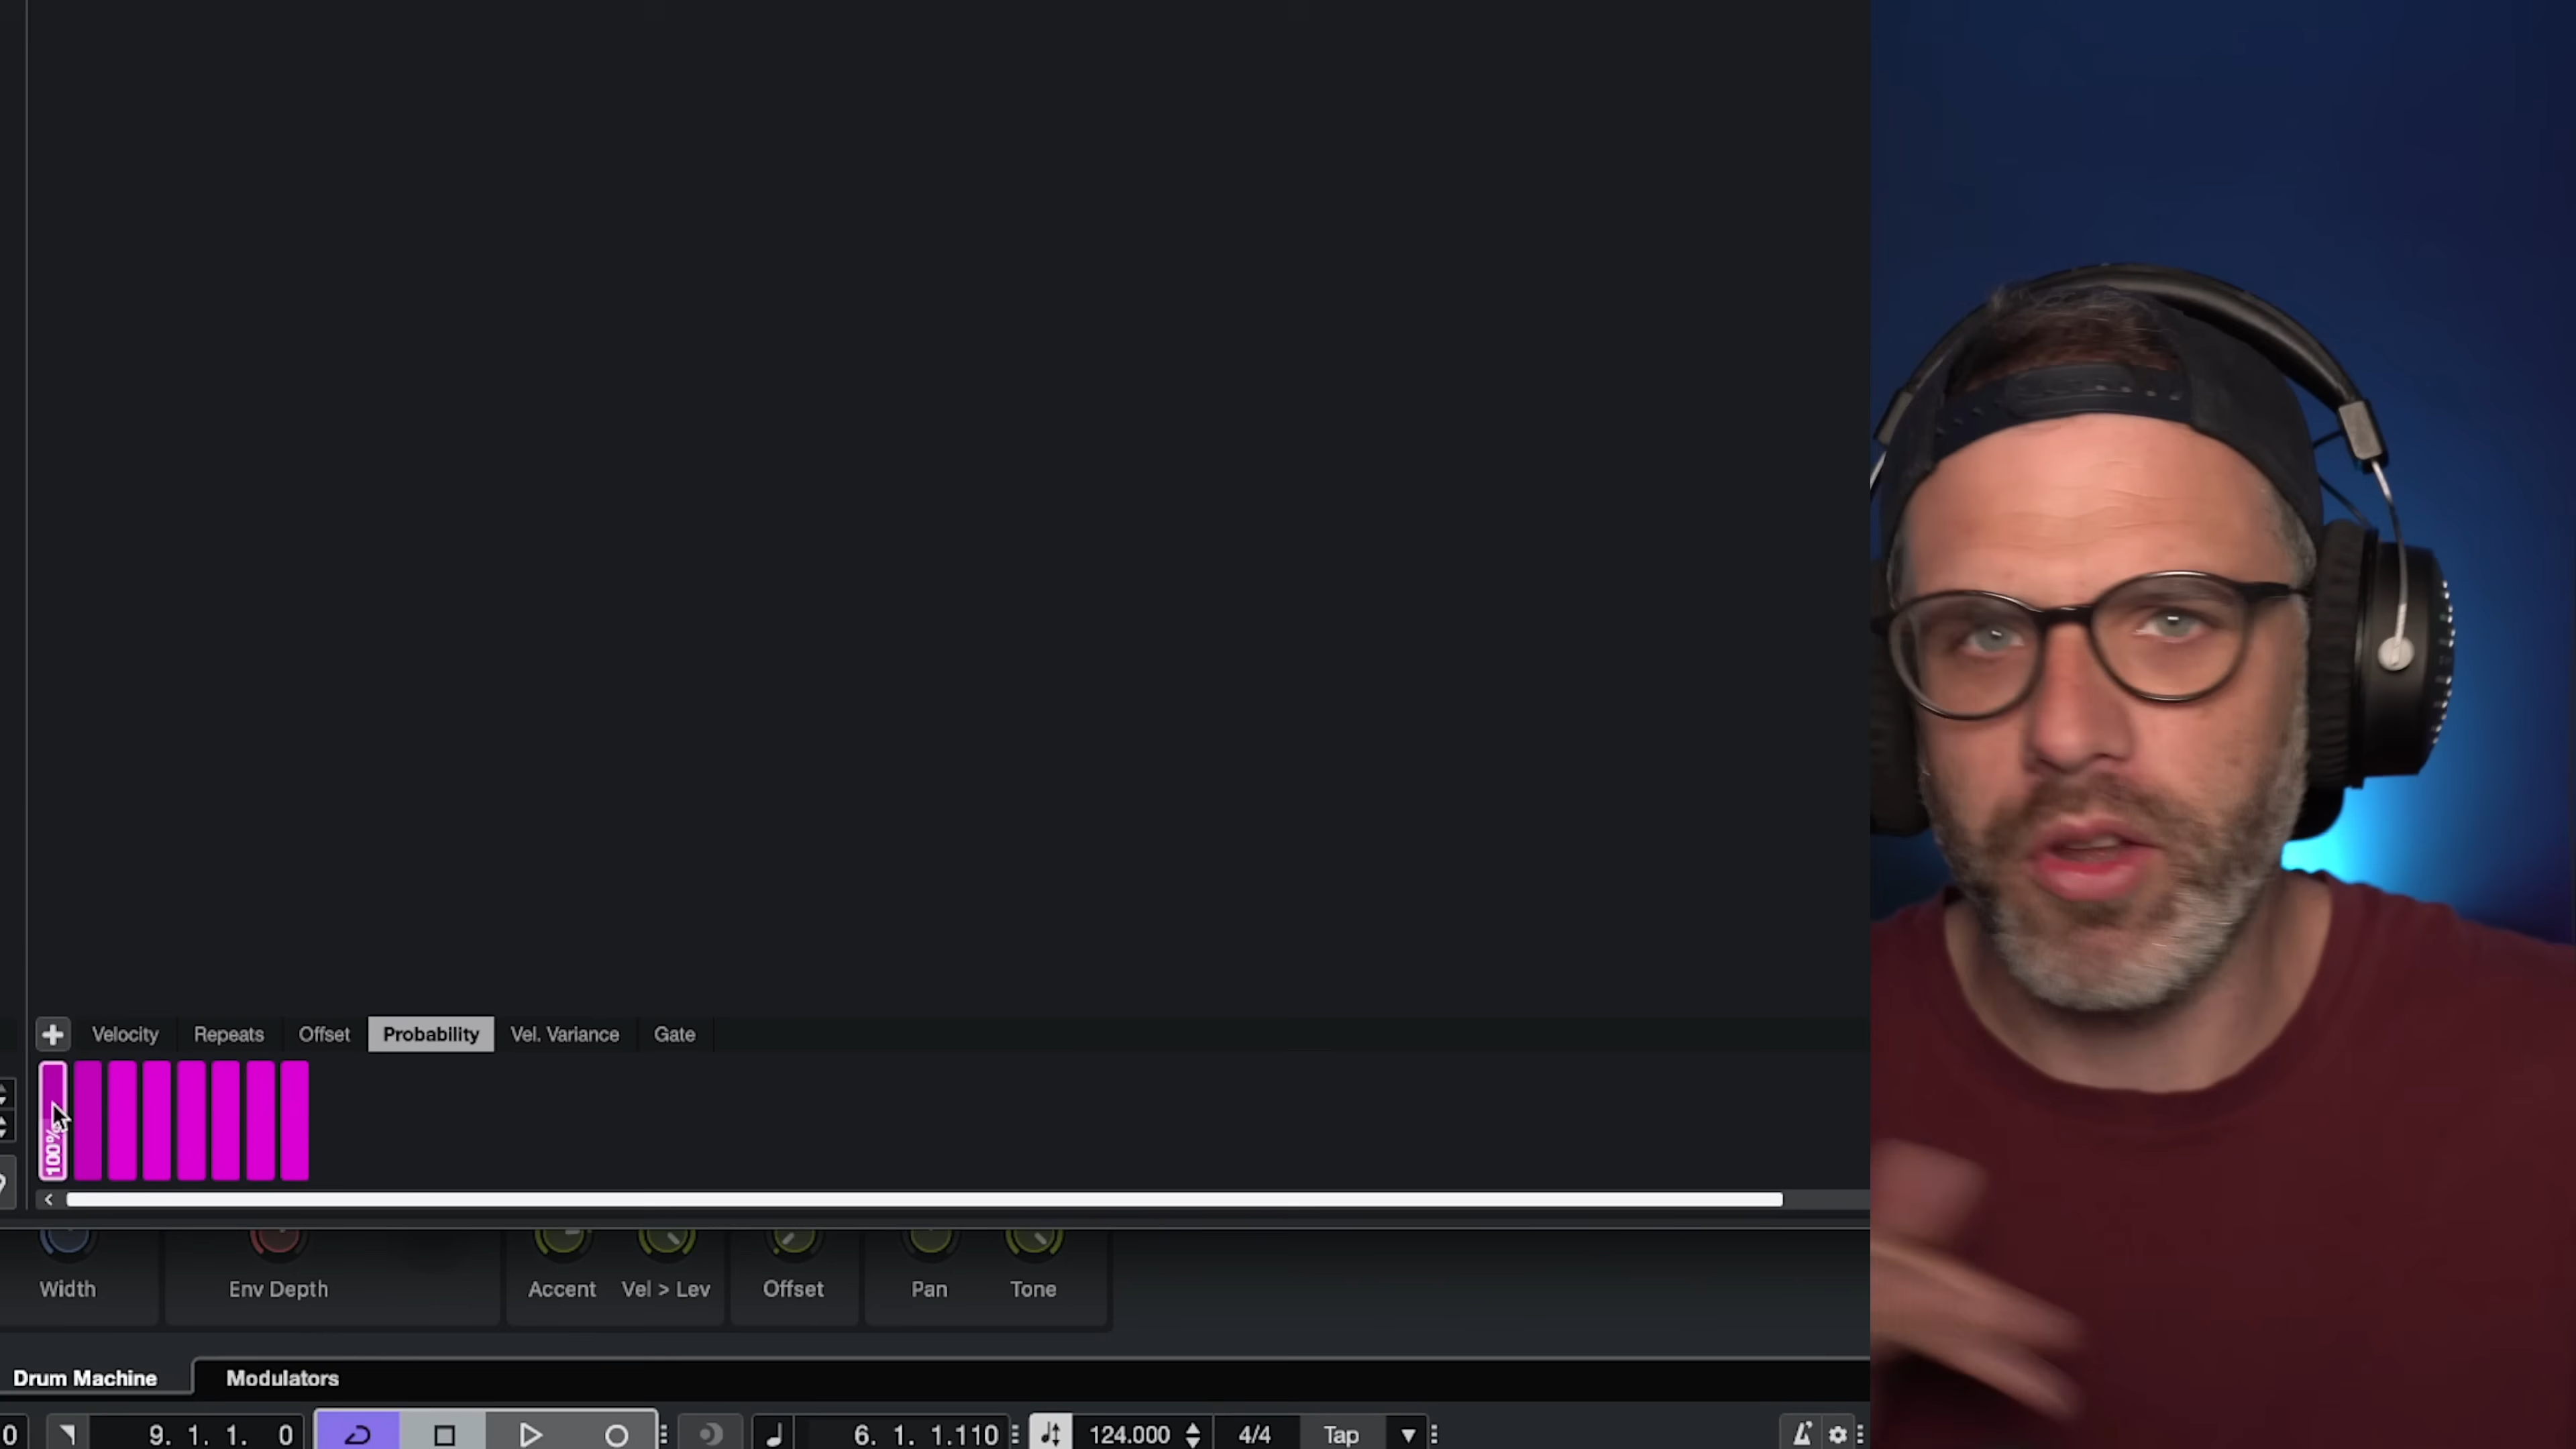 Velocity Repeats Offset Probability Vel. Variance Gate
100%
Width Env Depth Accent Vel > Lev Offset Pan Tone
Drum Machine Modulators
0 9. 1. 1. 0 6. 1. 1.110 124.000 4/4 Tap